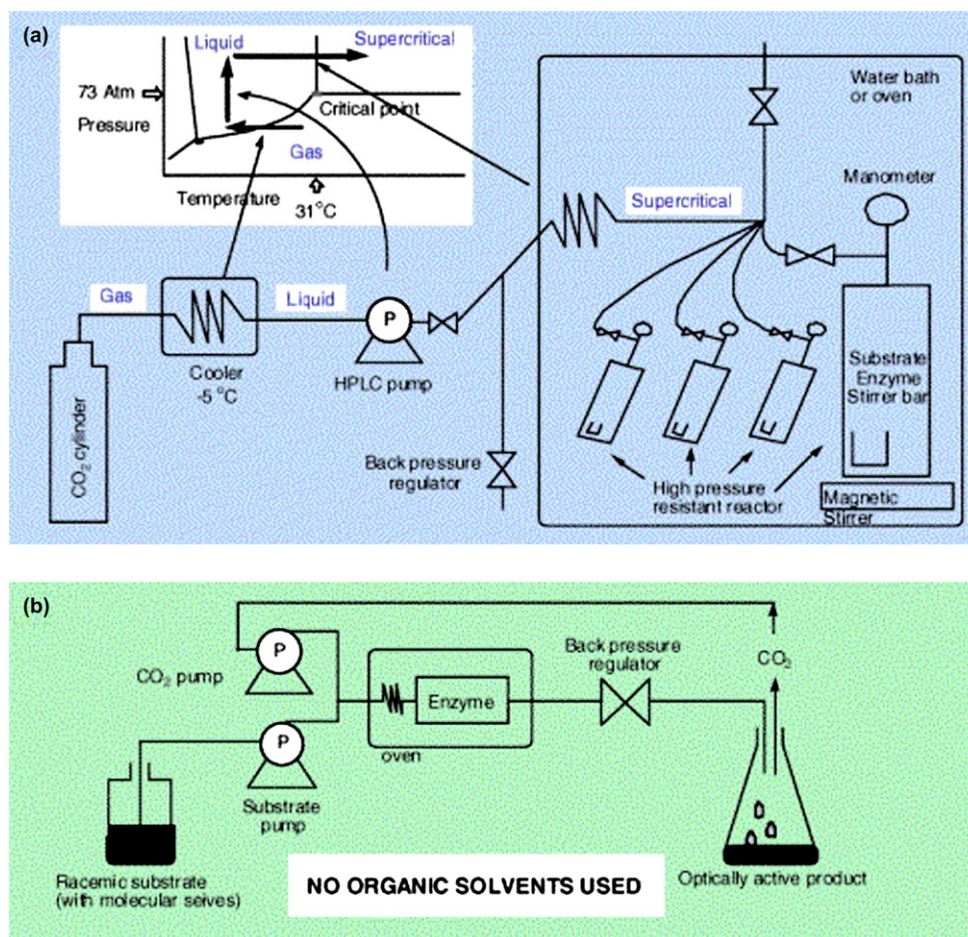 (a)
Liquid
Supercritical
73 Atm
Pressure
Critical point
Gas
Temperature
31°C
Water bath
or oven
Manometer
Supercritical
Gas
Liquid
P
Cooler
-5 °C
HPLC pump
CO₂ cylinder
Substrate
Enzyme
Stirrer bar
Back pressure
regulator
High pressure
resistant reactor
Magnetic
Stirrer
(b)
P
CO₂ pump
Back pressure
regulator
CO₂
Enzyme
P
oven
Substrate
pump
Racemic substrate
(with molecular seives)
NO ORGANIC SOLVENTS USED
Optically active product